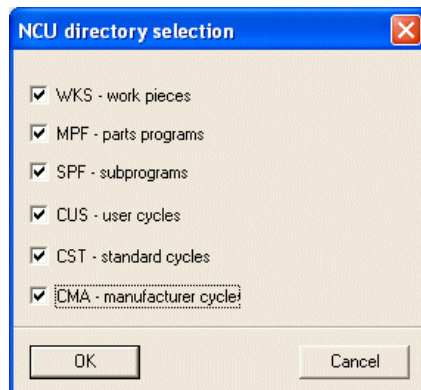 NCU directory selection
WKS - work pieces
MPF - parts programs
SPF - subprograms
CUS - user cycles
CST - standard cycles
CMA - manufacturer cycle
OK
Cancel